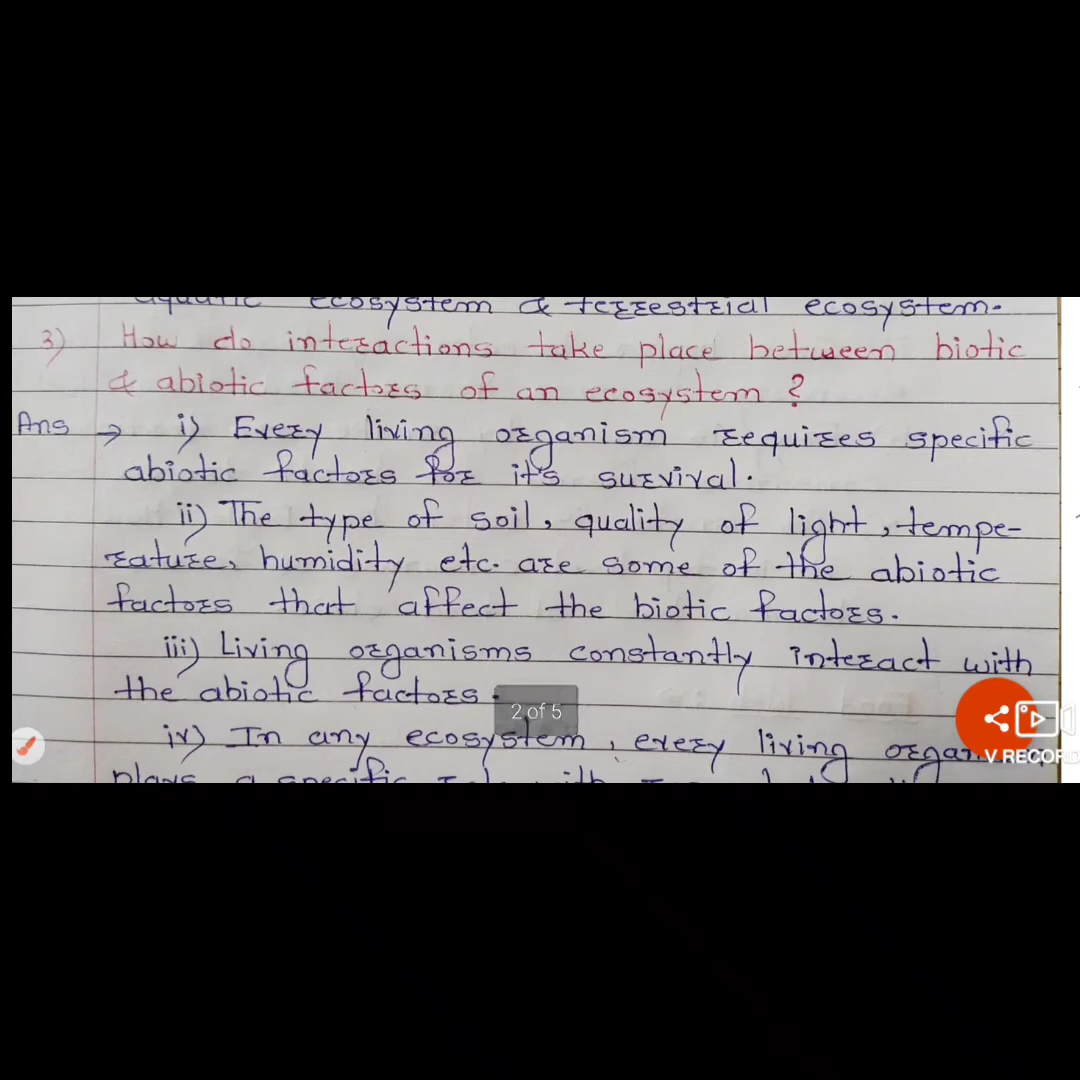 aquatic ecosystem & terrestrial ecosystem.
3) How do interactions take place between biotic
& abiotic factors of an ecosystem ?
Ans → i) Every living organism requires specific
abiotic factors for it's survival.
ii) The type of soil, quality of light, tempe-
rature, humidity etc. are some of the abiotic
factors that affect the biotic factors.
iii) Living organisms constantly interact with
the abiotic factors.
2 of 5
iv) In any ecosystem, every living
V RECORD
plays a specific